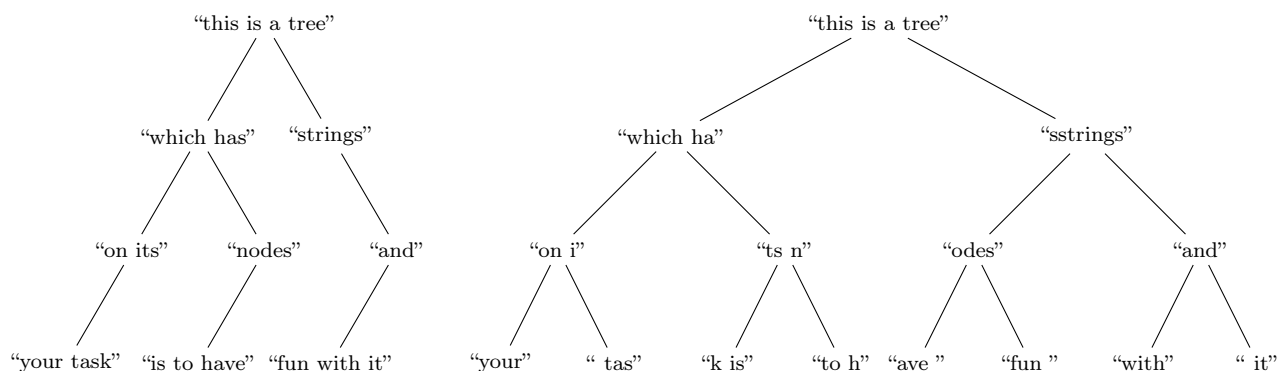 “this is a tree” “this is a tree”
“which has” “strings” “which ha” “sstrings”
“on its” “nodes” “and” “on i” “ts n” “odes” “and”
“your task” “is to have” “fun with it” “your” “ tas” “k is” “to h” “ave ” “fun ” “with” “ it”